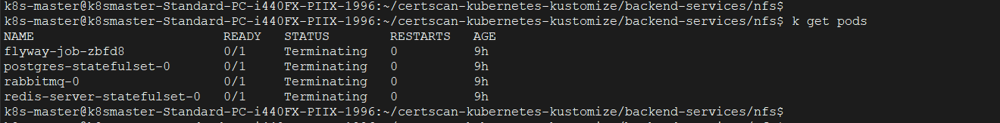 k8s-master@k8smaster-Standard-PC-i440FX-PIIX-1996:~/certscan-kubernetes-kustomize/backend-services/nfs$
k8s-master@k8smaster-Standard-PC-i440FX-PIIX-1996:~/certscan-kubernetes-kustomize/backend-services/nfs$ k get pods
NAME READY STATUS RESTARTS AGE
flyway-job-zbfd8 0/1 Terminating 0 9h
postgres-statefulset-0 0/1 Terminating 0 9h
rabbitmq-0 0/1 Terminating 0 9h
redis-server-statefulset-0 0/1 Terminating 0 9h
k8s-master@k8smaster-Standard-PC-i440FX-PIIX-1996:~/certscan-kubernetes-kustomize/backend-services/nfs$